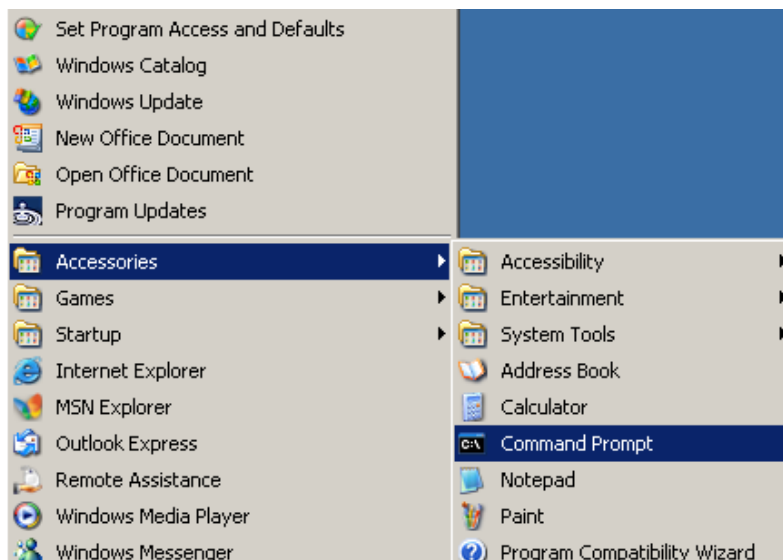 Set Program Access and Defaults
Windows Catalog
Windows Update
New Office Document
Open Office Document
Program Updates
Accessories
Games
Startup
Internet Explorer
MSN Explorer
Outlook Express
Remote Assistance
Windows Media Player
Windows Messenger
Accessibility
Entertainment
System Tools
Address Book
Calculator
C:\
Command Prompt
Notepad
Paint
Program Compatibility Wizard